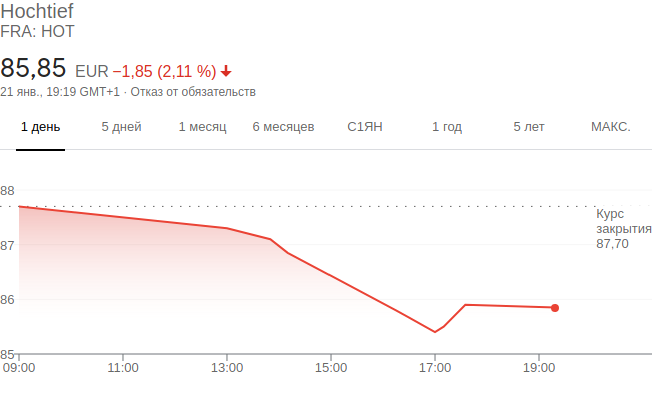 Hochtief
FRA: HOT
85,85 EUR −1,85 (2,11 %)
21 янв., 19:19 GMT+1 · Отказ от обязательств
1 день 5 дней 1 месяц 6 месяцев С1ЯН 1 год 5 лет МАКС.
88
Курс
закрытия
87,70
87
86
85
09:00 11:00 13:00 15:00 17:00 19:00